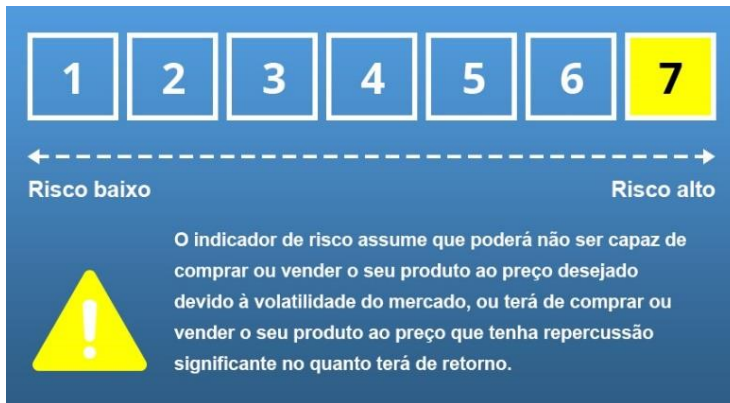 1 2 3 4 5 6 7
Risco baixo Risco alto
O indicador de risco assume que poderá não ser capaz de
comprar ou vender o seu produto ao preço desejado
devido à volatilidade do mercado, ou terá de comprar ou
vender o seu produto ao preço que tenha repercussão
significante no quanto terá de retorno.